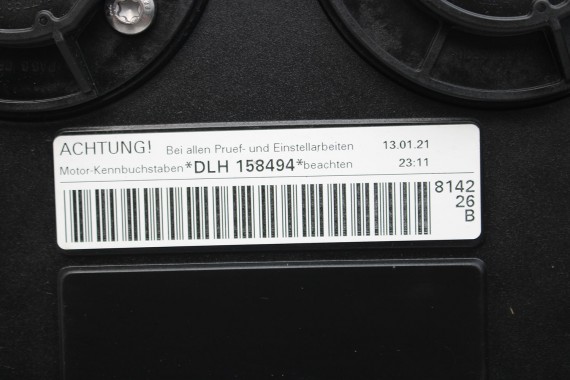 ACHTUNG! Bei allen Pruef- und Einstellarbeiten 13.01.21
Motor-Kennbuchstaben *DLH 158494* beachten 23:11
8142
26
B